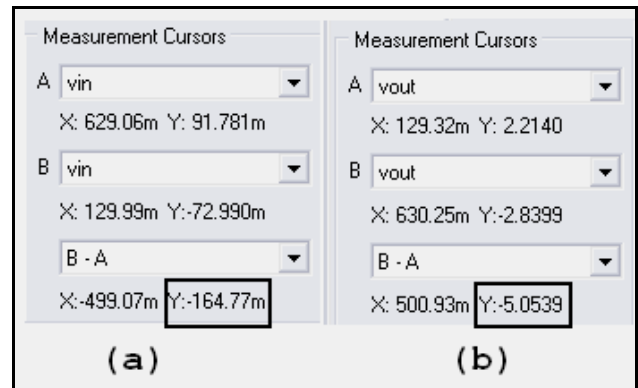 Measurement Cursors
A vin
X: 629.06m Y: 91.781m
B vin
X: 129.99m Y:-72.990m
B - A
X:-499.07m Y:-164.77m
(a)
Measurement Cursors
A vout
X: 129.32m Y: 2.2140
B vout
X: 630.25m Y:-2.8399
B - A
X: 500.93m Y:-5.0539
(b)